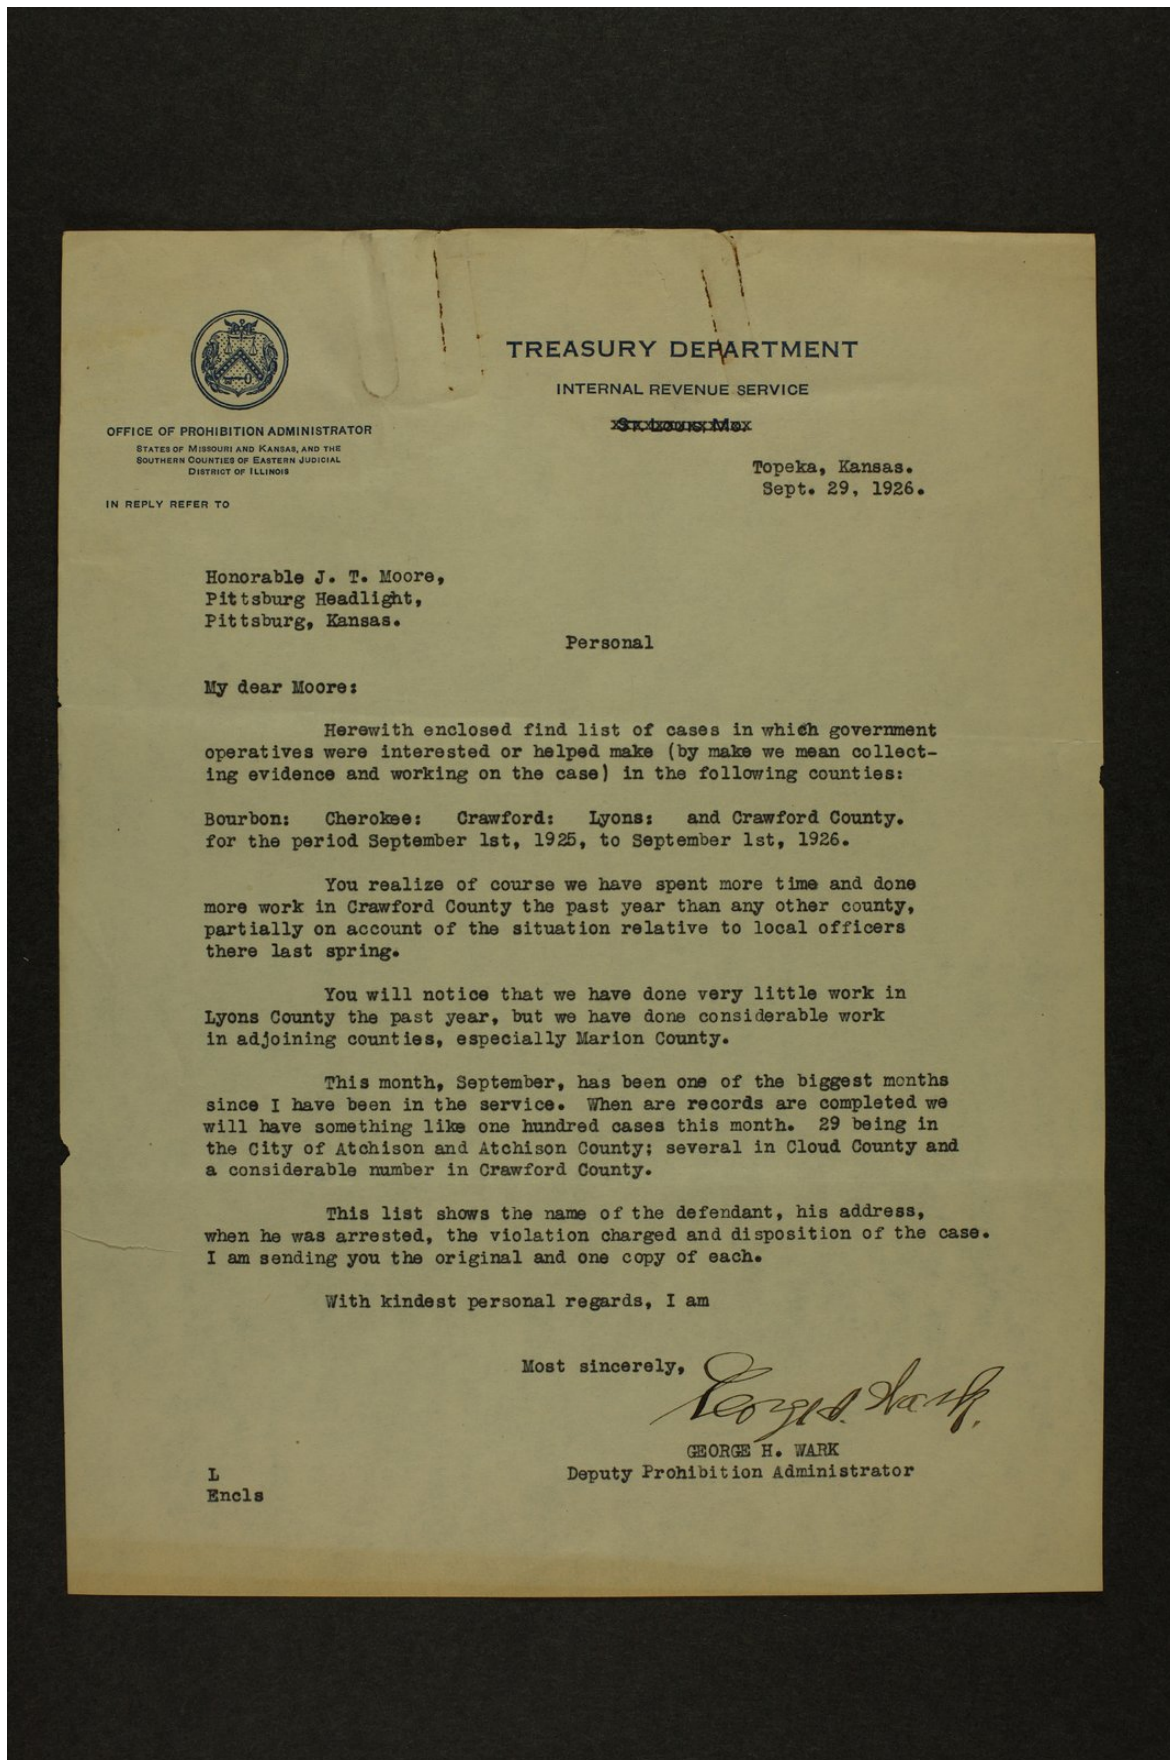 TREASURY DEPARTMENT
INTERNAL REVENUE SERVICE
St. Louis, Mo.
OFFICE OF PROHIBITION ADMINISTRATOR
STATES OF MISSOURI AND KANSAS, AND THE
SOUTHERN COUNTIES OF EASTERN JUDICIAL
DISTRICT OF ILLINOIS
IN REPLY REFER TO
Topeka, Kansas.
Sept. 29, 1926.
Honorable J. T. Moore,
Pittsburg Headlight,
Pittsburg, Kansas.
Personal
My dear Moore:
Herewith enclosed find list of cases in which government
operatives were interested or helped make (by make we mean collect-
ing evidence and working on the case) in the following counties:
Bourbon: Cherokee: Crawford: Lyons: and Crawford County.
for the period September 1st, 1925, to September 1st, 1926.
You realize of course we have spent more time and done
more work in Crawford County the past year than any other county,
partially on account of the situation relative to local officers
there last spring.
You will notice that we have done very little work in
Lyons County the past year, but we have done considerable work
in adjoining counties, especially Marion County.
This month, September, has been one of the biggest months
since I have been in the service. When are records are completed we
will have something like one hundred cases this month. 29 being in
the City of Atchison and Atchison County; several in Cloud County and
a considerable number in Crawford County.
This list shows the name of the defendant, his address,
when he was arrested, the violation charged and disposition of the case.
I am sending you the original and one copy of each.
With kindest personal regards, I am
Most sincerely,
George H. Wark.
GEORGE H. WARK
Deputy Prohibition Administrator
L
Encls